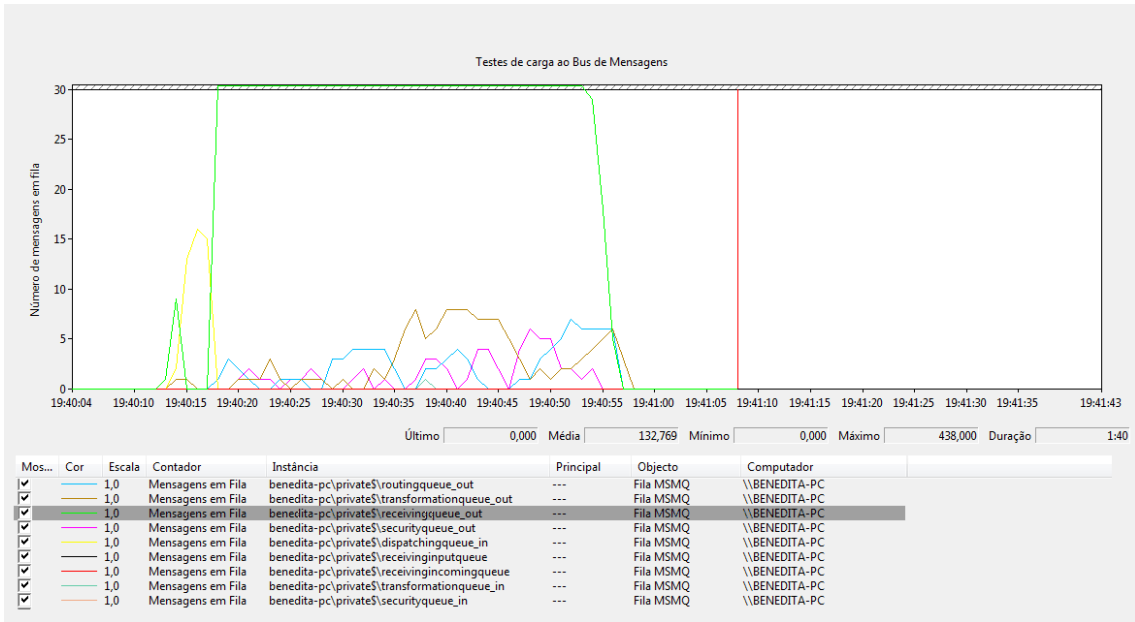 Testes de carga ao Bus de Mensagens
Número de mensagens em fila
30
25
20
15
10
5
0
19:40:04 19:40:10 19:40:15 19:40:20 19:40:25 19:40:30 19:40:35 19:40:40 19:40:45 19:40:50 19:40:55 19:41:00 19:41:05 19:41:10 19:41:15 19:41:20 19:41:25 19:41:30 19:41:35 19:41:43
Último 0,000 Média 132,769 Mínimo 0,000 Máximo 438,000 Duração 1:40
Mos... Cor Escala Contador Instância Principal Objecto Computador
1,0 Mensagens em Fila benedita-pc\private$\routingqueue_out --- Fila MSMQ \\BENEDITA-PC
1,0 Mensagens em Fila benedita-pc\private$\transformationqueue_out --- Fila MSMQ \\BENEDITA-PC
1,0 Mensagens em Fila benedita-pc\private$\receivingqueue_out --- Fila MSMQ \\BENEDITA-PC
1,0 Mensagens em Fila benedita-pc\private$\securityqueue_out --- Fila MSMQ \\BENEDITA-PC
1,0 Mensagens em Fila benedita-pc\private$\dispatchingqueue_in --- Fila MSMQ \\BENEDITA-PC
1,0 Mensagens em Fila benedita-pc\private$\receivinginputqueue --- Fila MSMQ \\BENEDITA-PC
1,0 Mensagens em Fila benedita-pc\private$\receivingincomingqueue --- Fila MSMQ \\BENEDITA-PC
1,0 Mensagens em Fila benedita-pc\private$\transformationqueue_in --- Fila MSMQ \\BENEDITA-PC
1,0 Mensagens em Fila benedita-pc\private$\securityqueue_in --- Fila MSMQ \\BENEDITA-PC